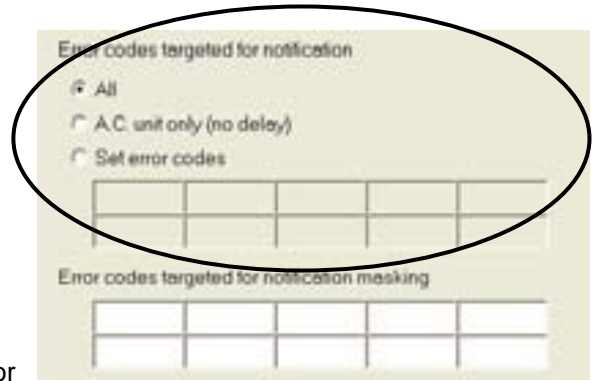 Error codes targeted for notification
All
A.C. unit only (no delay)
Set error codes
Error codes targeted for notification masking
or